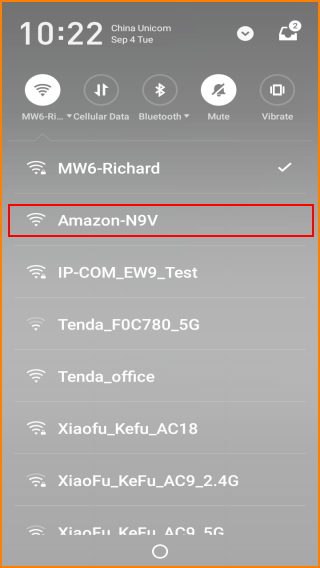 10:22
China Unicom
Sep 4 Tue
2
MW6-Ri...
Cellular Data
Bluetooth
Mute
Vibrate
MW6-Richard
Amazon-N9V
IP-COM_EW9_Test
Tenda_F0C780_5G
Tenda_office
Xiaofu_Kefu_AC18
XiaoFu_KeFu_AC9_2.4G
XiaoFu_KeFu_AC9_5G